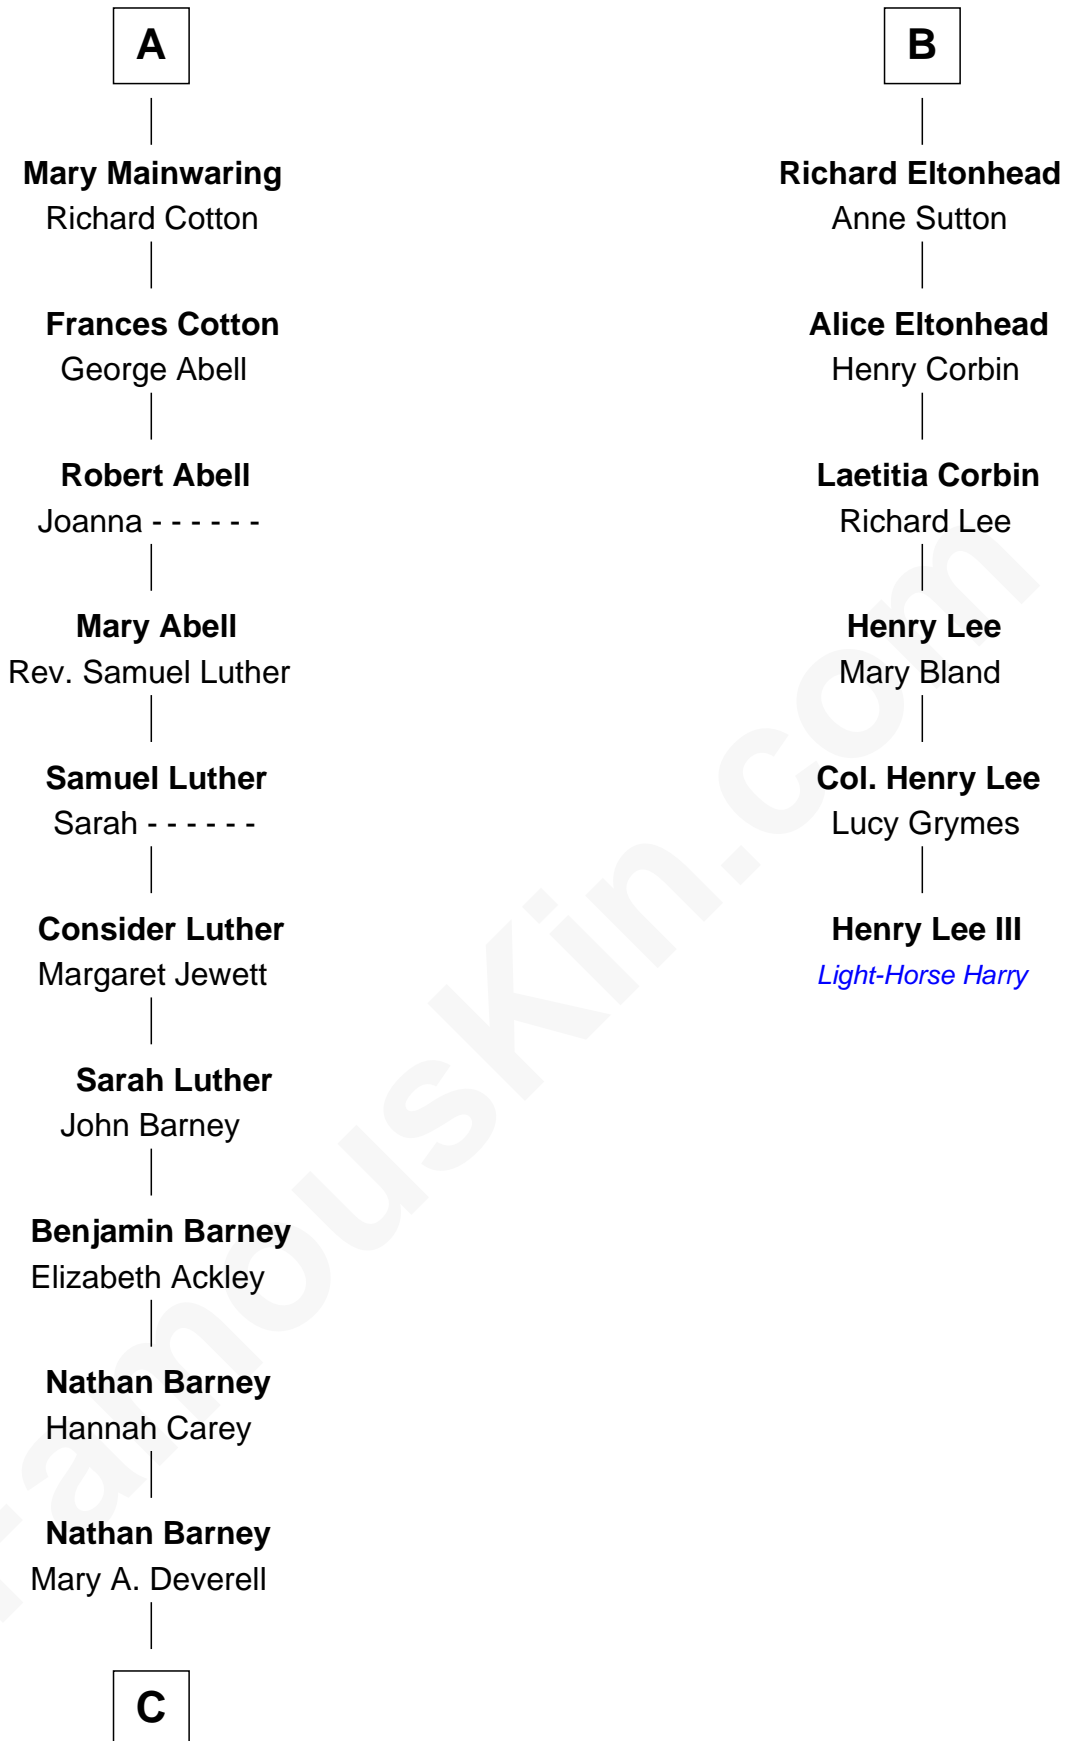 A
Mary Mainwaring
Richard Cotton
Frances Cotton
George Abell
Robert Abell
Joanna - - - - - -
Mary Abell
Rev. Samuel Luther
Samuel Luther
Sarah - - - - - -
Consider Luther
Margaret Jewett
Sarah Luther
John Barney
Benjamin Barney
Elizabeth Ackley
Nathan Barney
Hannah Carey
Nathan Barney
Mary A. Deverell
C
B
Richard Eltonhead
Anne Sutton
Alice Eltonhead
Henry Corbin
Laetitia Corbin
Richard Lee
Henry Lee
Mary Bland
Col. Henry Lee
Lucy Grymes
Henry Lee III
Light-Horse Harry
FamousKin.com